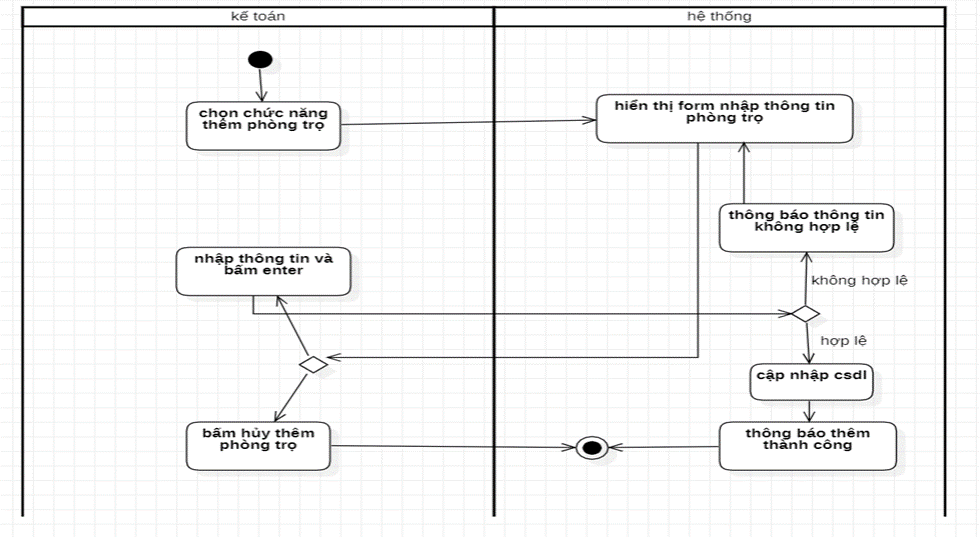 kế toán
hệ thống
chọn chức năng
thêm phòng trọ
hiển thị form nhập thông tin
phòng trọ
thông báo thông tin
không hợp lệ
nhập thông tin và
bấm enter
không hợp lệ
hợp lệ
cập nhập csdl
bấm hủy thêm
phòng trọ
thông báo thêm
thành công